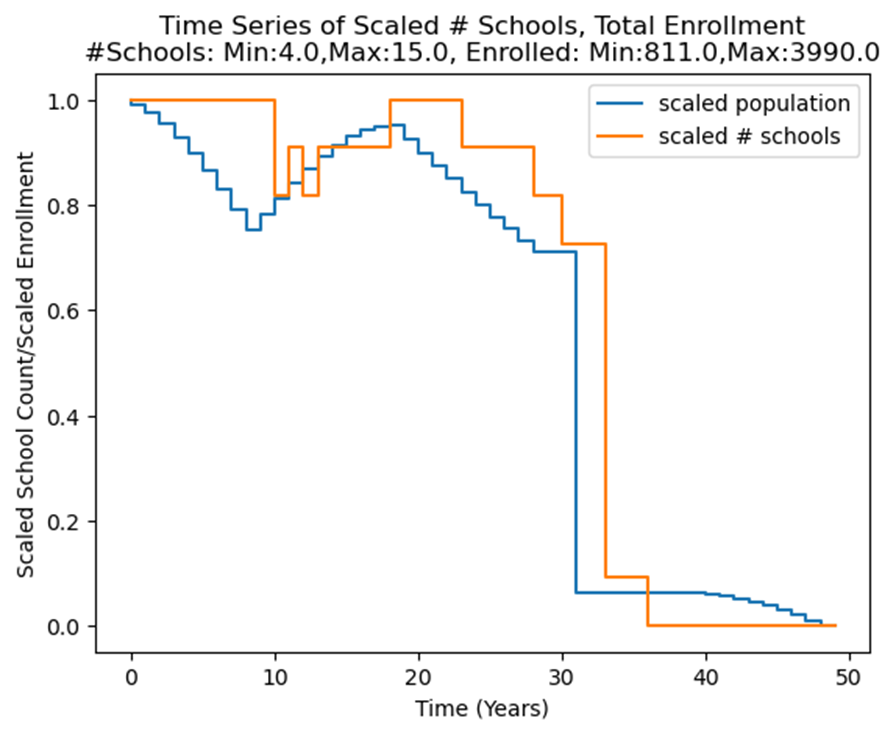 Time Series of Scaled # Schools, Total Enrollment
#Schools: Min:4.0,Max:15.0, Enrolled: Min:811.0,Max:3990.0
scaled population
scaled # schools
Scaled School Count/Scaled Enrollment
1.0
0.8
0.6
0.4
0.2
0.0
0
10
20
30
40
50
Time (Years)